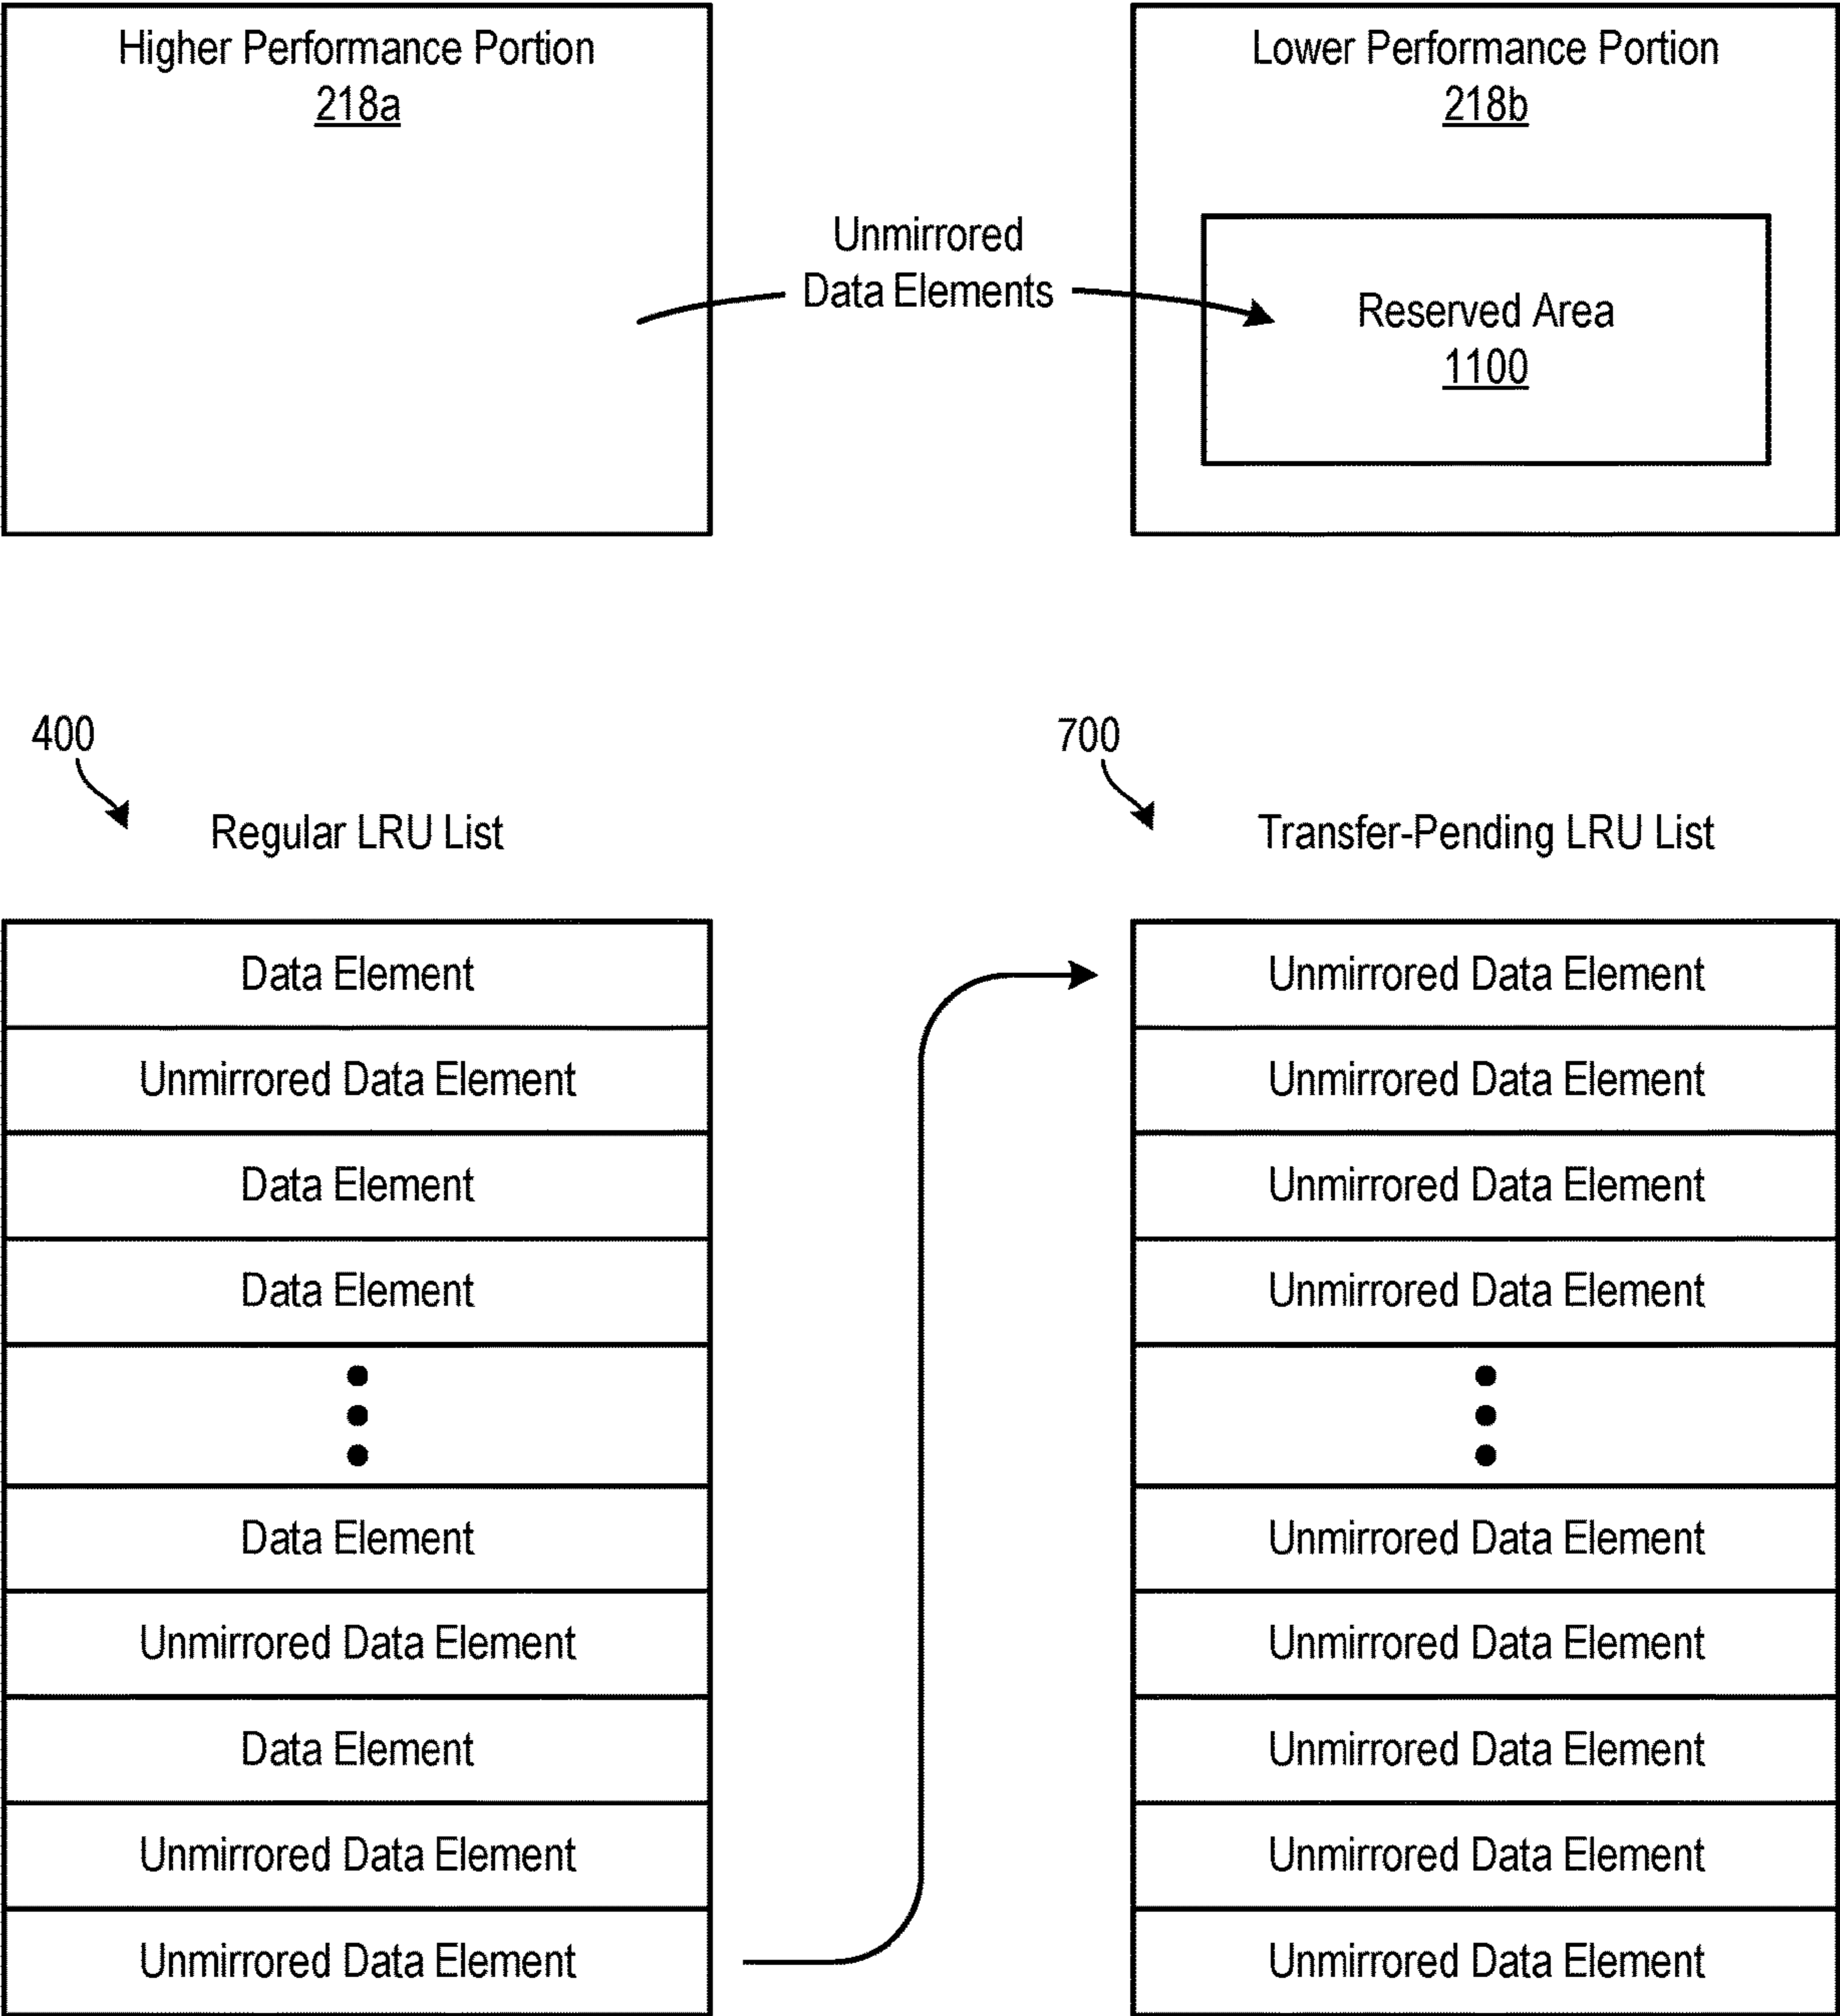 Higher Performance Portion
218a
Lower Performance Portion
218b
Unmirrored
Data Elements
Reserved Area
1100
400
Regular LRU List
700
Transfer-Pending LRU List
Data Element
Unmirrored Data Element
Data Element
Data Element
Data Element
Unmirrored Data Element
Data Element
Unmirrored Data Element
Unmirrored Data Element
Unmirrored Data Element
Unmirrored Data Element
Unmirrored Data Element
Unmirrored Data Element
Unmirrored Data Element
Unmirrored Data Element
Unmirrored Data Element
Unmirrored Data Element
Unmirrored Data Element